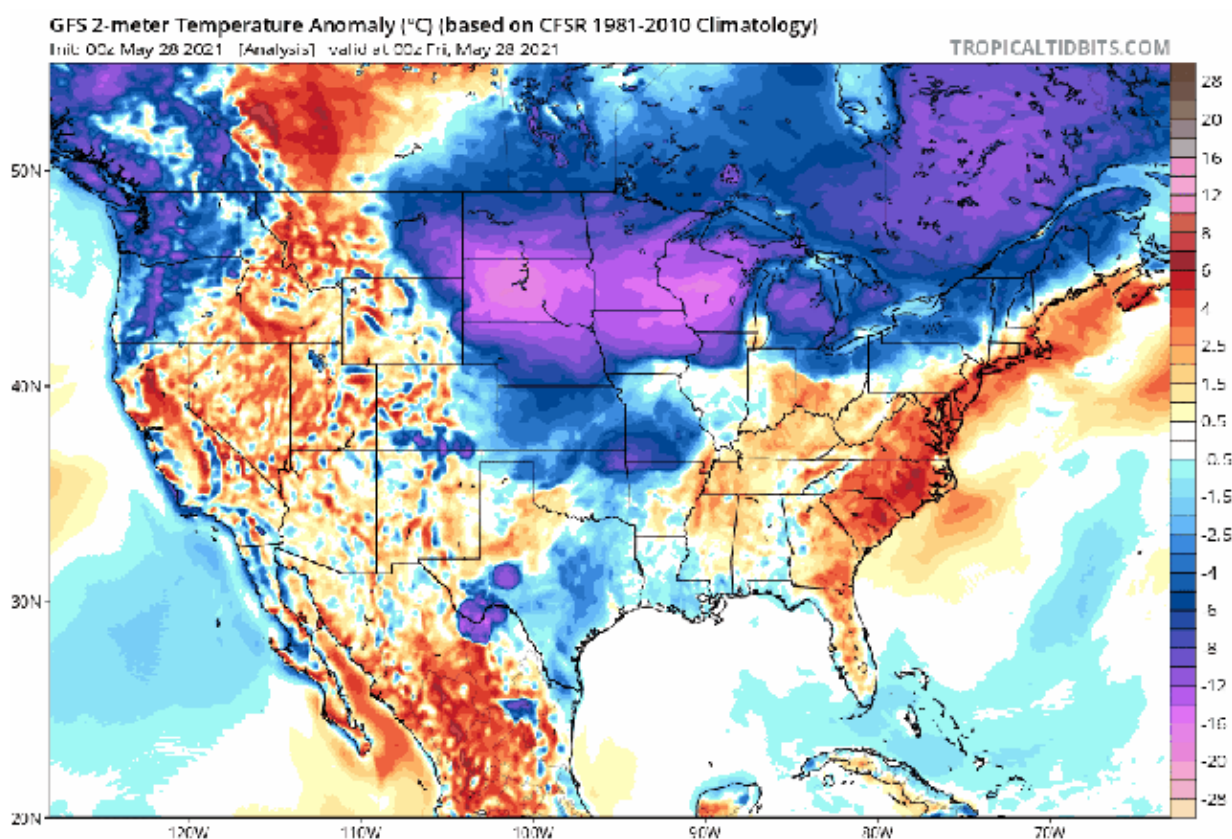 GFS 2-meter Temperature Anomaly (°C) (based on CFSR 1981-2010 Climatology)
Init: 00z May 28 2021 [Analysis] valid at 00z Fri, May 28 2021
TROPICALTIDBITS.COM
28
20
16
12
8
6
4
2.5
1.5
0.5
-0.5
-1.5
-2.5
-4
-6
-8
-12
-16
-20
-28
50N
40N
30N
20N
120W
110W
100W
90W
80W
70W